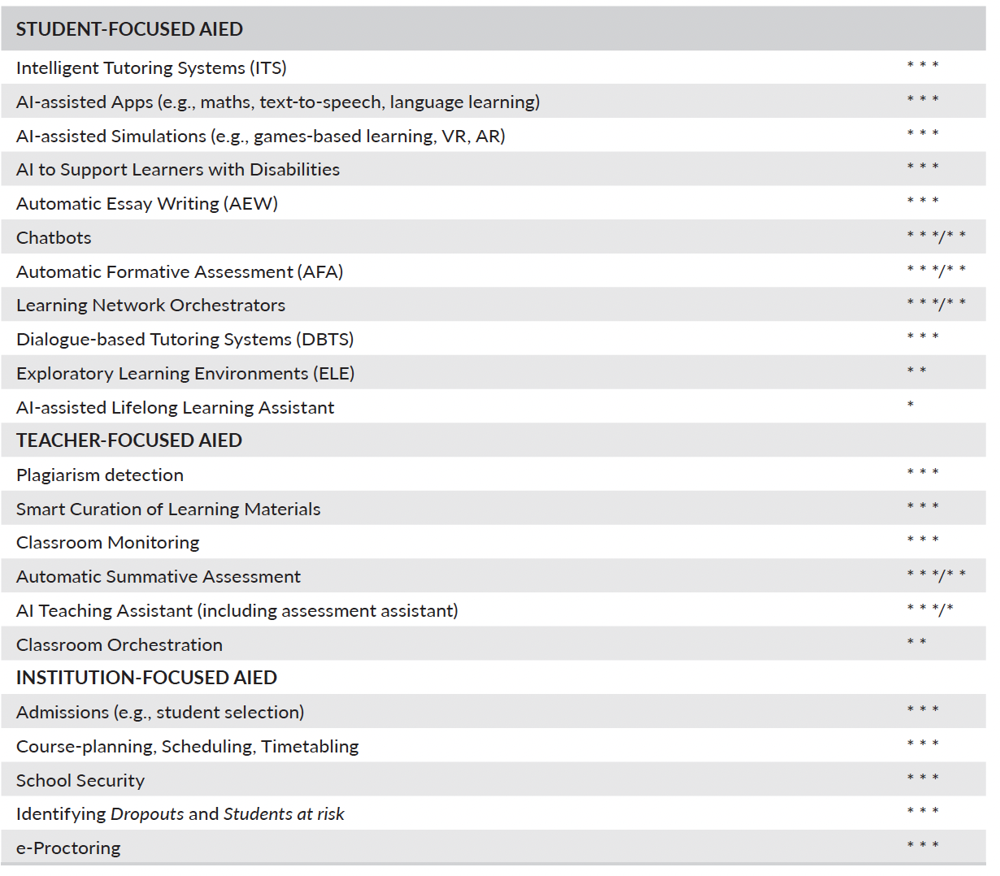 STUDENT-FOCUSED AIED
Intelligent Tutoring Systems (ITS) * * *
AI-assisted Apps (e.g., maths, text-to-speech, language learning) * * *
AI-assisted Simulations (e.g., games-based learning, VR, AR) * * *
AI to Support Learners with Disabilities * * *
Automatic Essay Writing (AEW) * * *
Chatbots * * */* *
Automatic Formative Assessment (AFA) * * */* *
Learning Network Orchestrators * * */* *
Dialogue-based Tutoring Systems (DBTS) * * *
Exploratory Learning Environments (ELE) * *
AI-assisted Lifelong Learning Assistant *
TEACHER-FOCUSED AIED
Plagiarism detection * * *
Smart Curation of Learning Materials * * *
Classroom Monitoring * * *
Automatic Summative Assessment * * */* *
AI Teaching Assistant (including assessment assistant) * * */*
Classroom Orchestration * *
INSTITUTION-FOCUSED AIED
Admissions (e.g., student selection) * * *
Course-planning, Scheduling, Timetabling * * *
School Security * * *
Identifying Dropouts and Students at risk * * *
e-Proctoring * * *